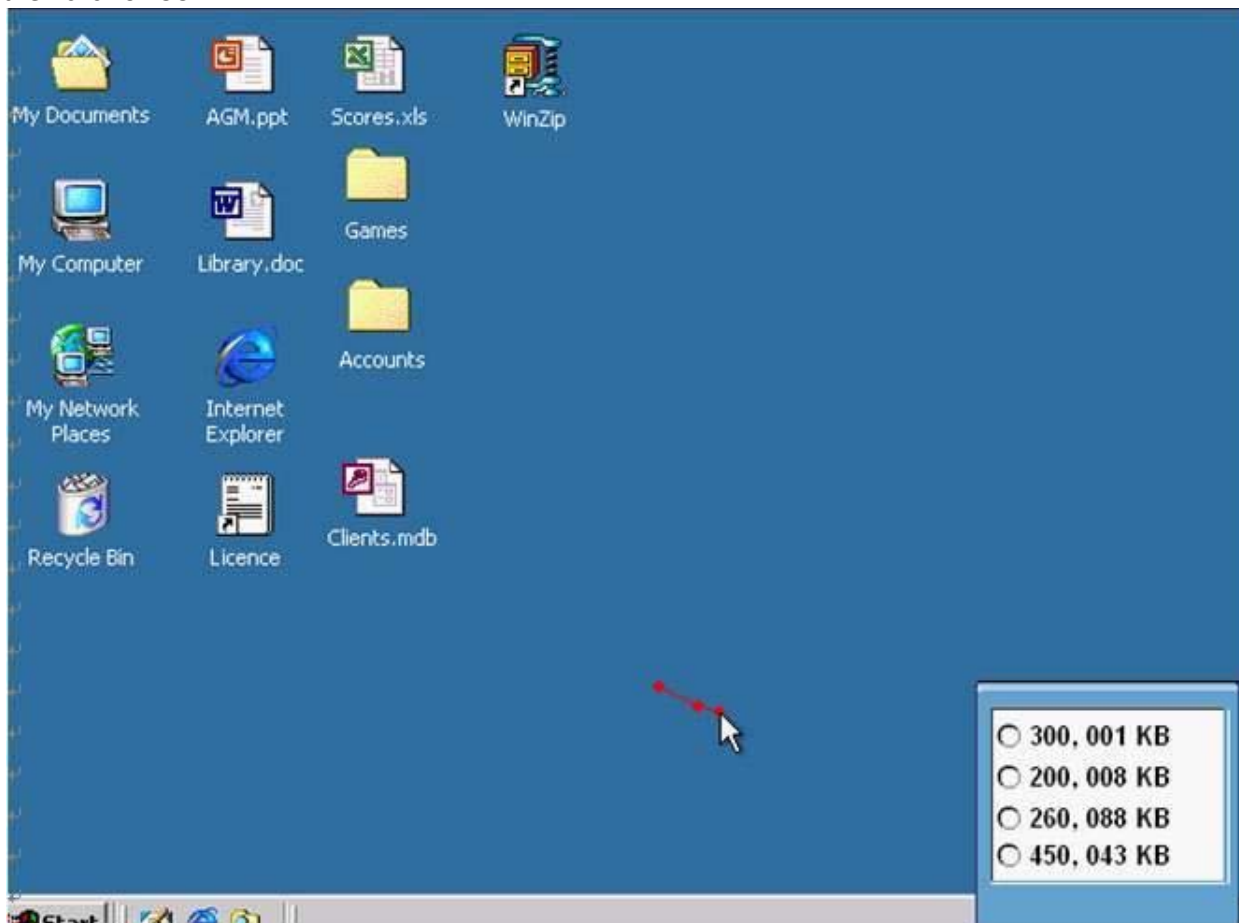 My Documents
AGM.ppt
Scores.xls
WinZip
My Computer
Library.doc
Games
Accounts
My Network
Places
Internet
Explorer
Recycle Bin
Licence
Clients.mdb
300, 001 KB
200, 008 KB
260, 088 KB
450, 043 KB
Start